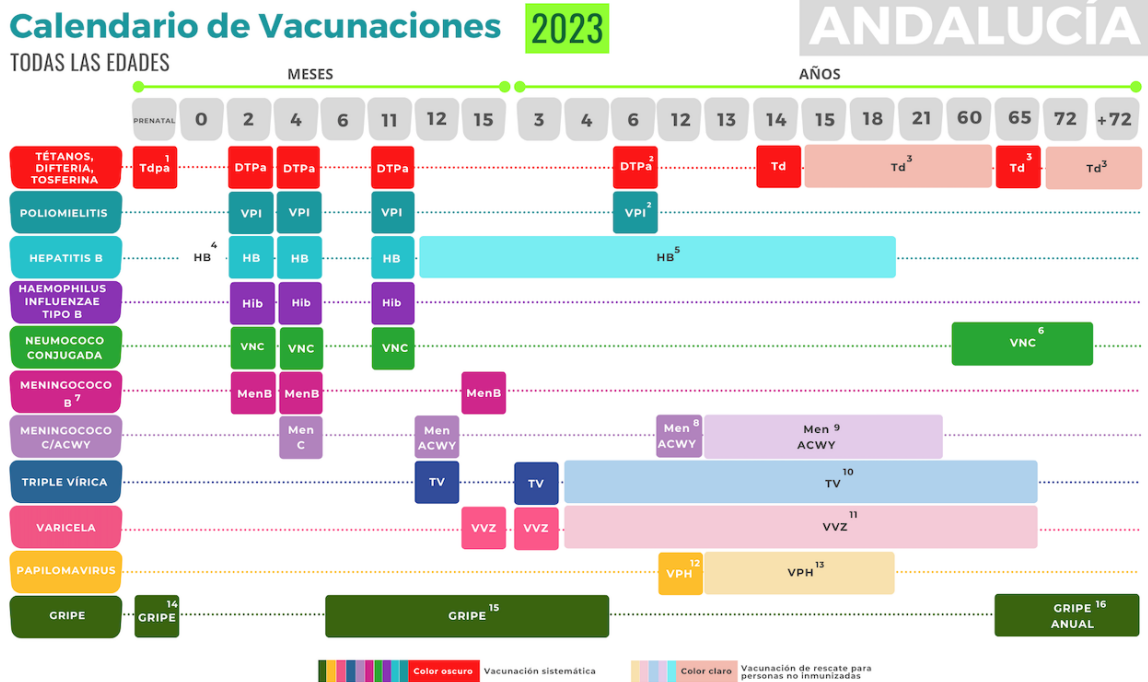 Calendario de Vacunaciones 2023
ANDALUCÍA
TODAS LAS EDADES
MESES
AÑOS
PRENATAL 0 2 4 6 11 12 15 3 4 6 12 13 14 15 18 21 60 65 72 +72
TÉTANOS,
DIFTERIA,
TOSFERINA
Tdpa 1 DTPa DTPa DTPa DTPa 2 Td Td 3 Td 3 Td 3
POLIOMIELITIS VPI VPI VPI VPI 2
HEPATITIS B HB 4 HB HB HB HB 5
HAEMOPHILUS
INFLUENZAE
TIPO B
Hib Hib Hib
NEUMOCOCO
CONJUGADA
VNC VNC VNC VNC 6
MENINGOCOCO
B 7
MenB MenB MenB
MENINGOCOCO
C/ACWY
Men
C
Men
ACWY
Men 8
ACWY
Men 9
ACWY
TRIPLE VÍRICA TV TV TV 10
VARICELA VVZ VVZ VVZ 11
PAPILOMAVIRUS VPH 12 VPH 13
GRIPE GRIPE 14 GRIPE 15 GRIPE 16
ANUAL
Color oscuro Vacunación sistemática
Color claro Vacunación de rescate para
personas no inmunizadas